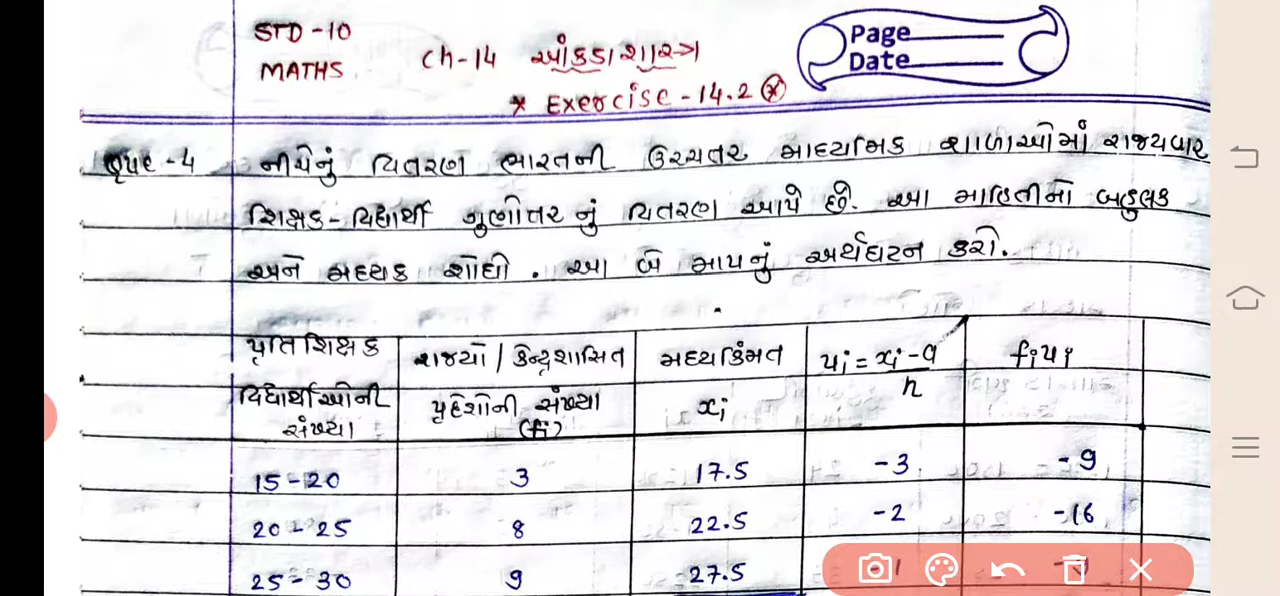 STD-10
MATHS
Ch-14 આંકડાશાસ્ત્ર
* Exercise-14.2 *
Page
Date
નીચેનું વિતરણ ભારતની ઉચ્ચતર માધ્યમિક શાળાઓમાં રાજ્યવાર
શિક્ષક-વિદ્યાર્થી ગુણોત્તરનું વિતરણ આપે છે. આ માહિતીનો બહુલક
અને મધ્યક શોધો. આ બે માપનું અર્થઘટન કરો.
પ્રતિ શિક્ષક રાજ્યો / કેન્દ્રશાસિત મધ્યકિંમત ui = xi - a / h fiui
વિદ્યાર્થીઓની પ્રદેશોની સંખ્યા xi
સંખ્યા (fi)
15-20 3 17.5 -3 -9
20-25 8 22.5 -2 -16
25-30 9 27.5 -1